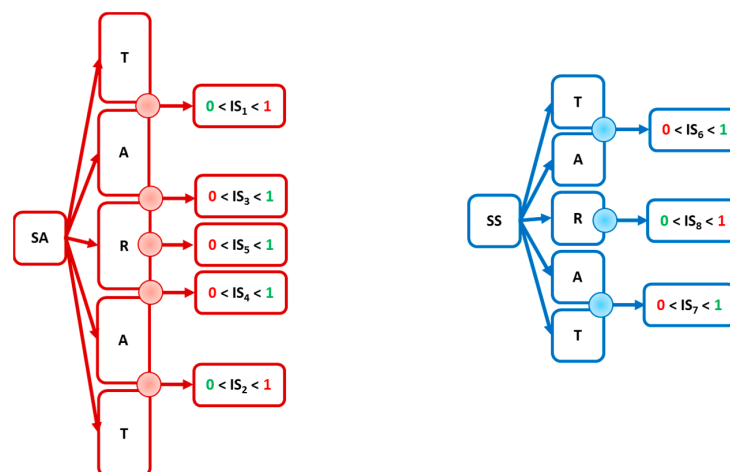 T
0 < IS₁ < 1
A
0 < IS₃ < 1
SA
R
0 < IS₅ < 1
0 < IS₄ < 1
A
0 < IS₂ < 1
T
T
0 < IS₆ < 1
A
SS
R
0 < IS₈ < 1
A
0 < IS₇ < 1
T